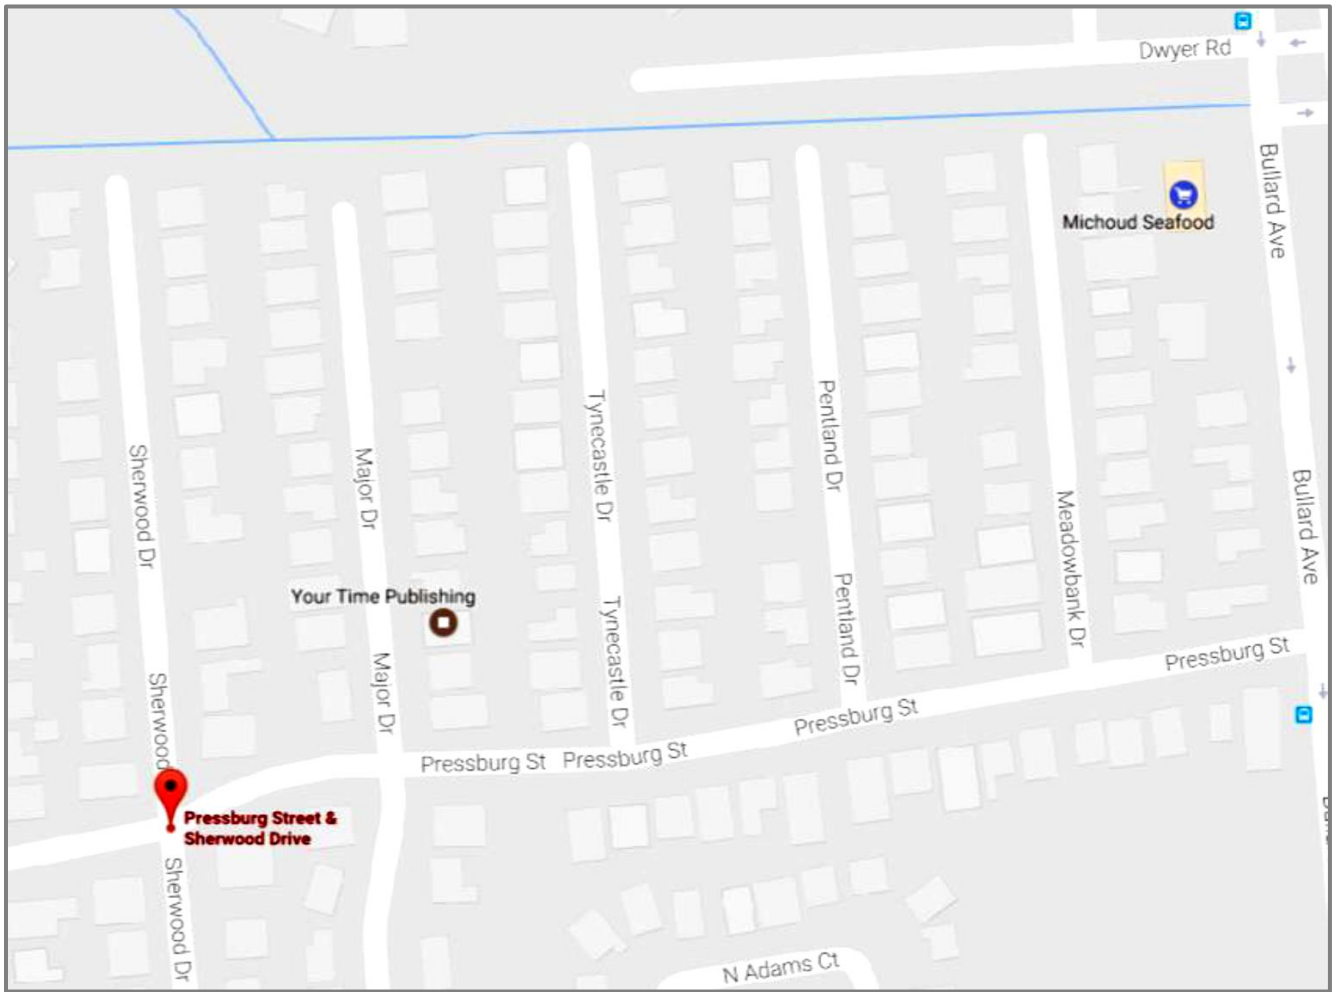 Dwyer Rd
Bullard Ave
Michoud Seafood
Sherwood Dr
Major Dr
Tynecastle Dr
Pentland Dr
Meadowbank Dr
Bullard Ave
Your Time Publishing
Sherwood
Major Dr
Tynecastle Dr
Pentland Dr
Pressburg St
Pressburg St
Pressburg St
Pressburg St
Pressburg Street &
Sherwood Drive
Sherwood Dr
N Adams Ct